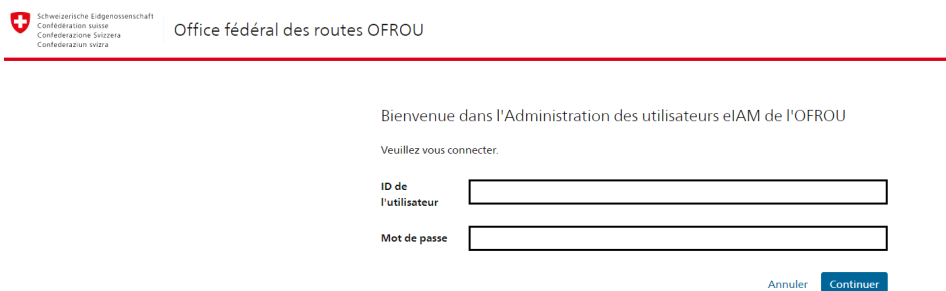 Schweizerische Eidgenossenschaft
Confédération suisse
Confederazione Svizzera
Confederaziun svizra
Office fédéral des routes OFROU
Bienvenue dans l'Administration des utilisateurs eIAM de l'OFROU
Veuillez vous connecter.
ID de
l'utilisateur
Mot de passe
Annuler Continuer